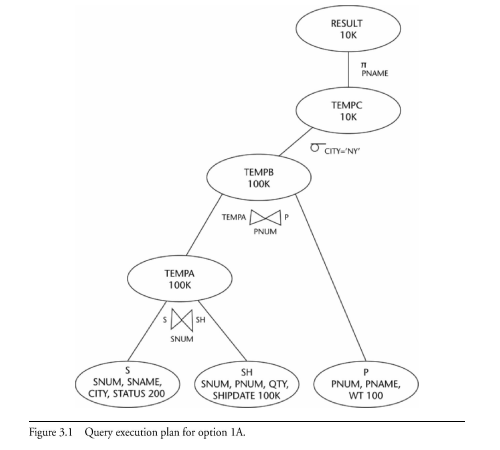 RESULT
10K
π
PNAME
TEMPC
10K
σ CITY='NY'
TEMPB
100K
TEMPA P
PNUM
TEMPA
100K
S SH
SNUM
S
SNUM, SNAME,
CITY, STATUS 200
SH
SNUM, PNUM, QTY,
SHIPDATE 100K
P
PNUM, PNAME,
WT 100
Figure 3.1 Query execution plan for option 1A.